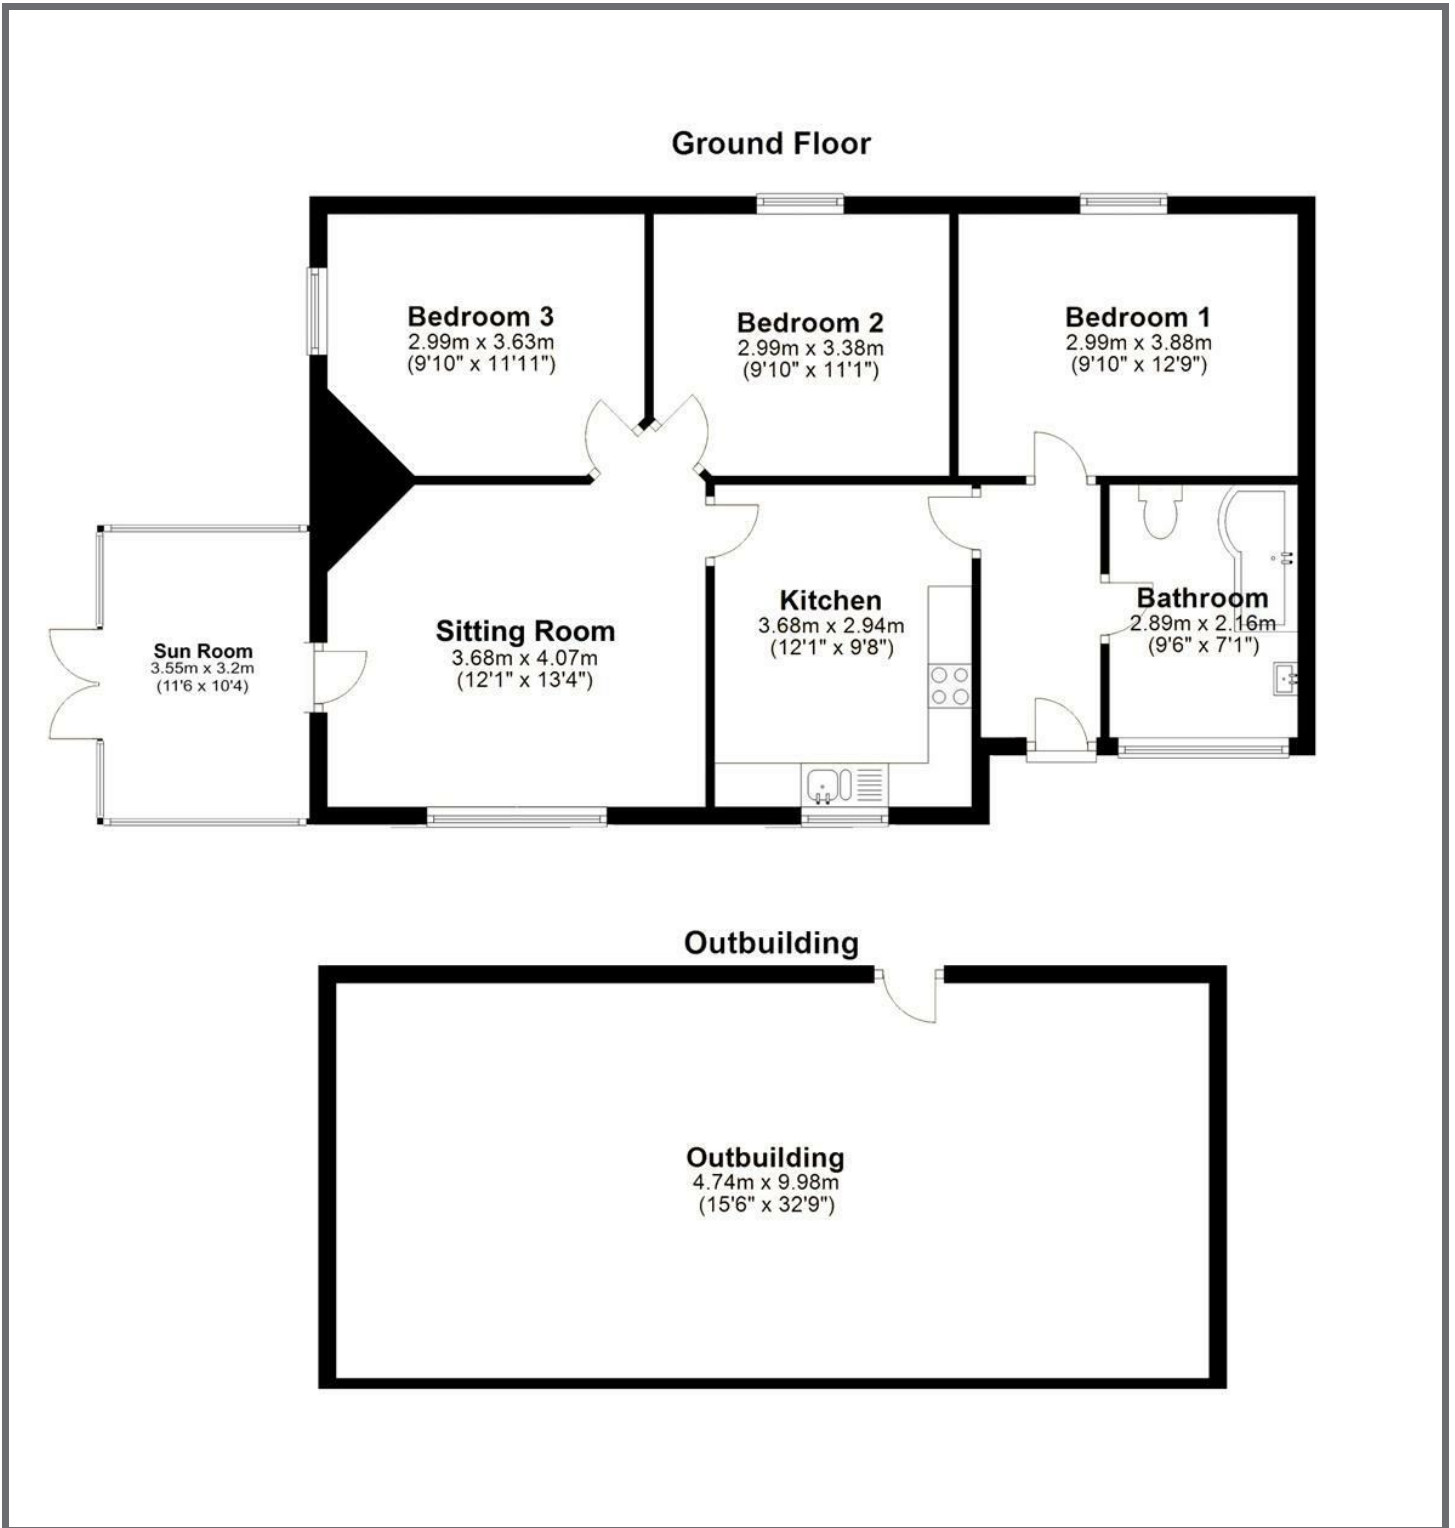 Ground Floor
Bedroom 3
2.99m x 3.63m
(9'10" x 11'11")
Bedroom 2
2.99m x 3.38m
(9'10" x 11'1")
Bedroom 1
2.99m x 3.88m
(9'10" x 12'9")
Sun Room
3.55m x 3.2m
(11'6 x 10'4)
Sitting Room
3.68m x 4.07m
(12'1" x 13'4")
Kitchen
3.68m x 2.94m
(12'1" x 9'8")
Bathroom
2.89m x 2.16m
(9'6" x 7'1")
Outbuilding
Outbuilding
4.74m x 9.98m
(15'6" x 32'9")